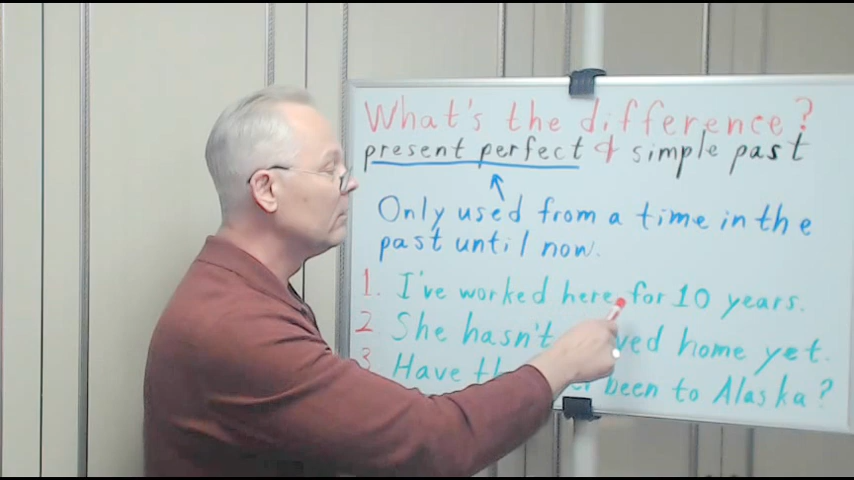 What's the difference?
present perfect & simple past
Only used from a time in the
past until now.
1. I've worked here for 10 years.
2 She hasn't home yet.
3 Have been to Alaska?